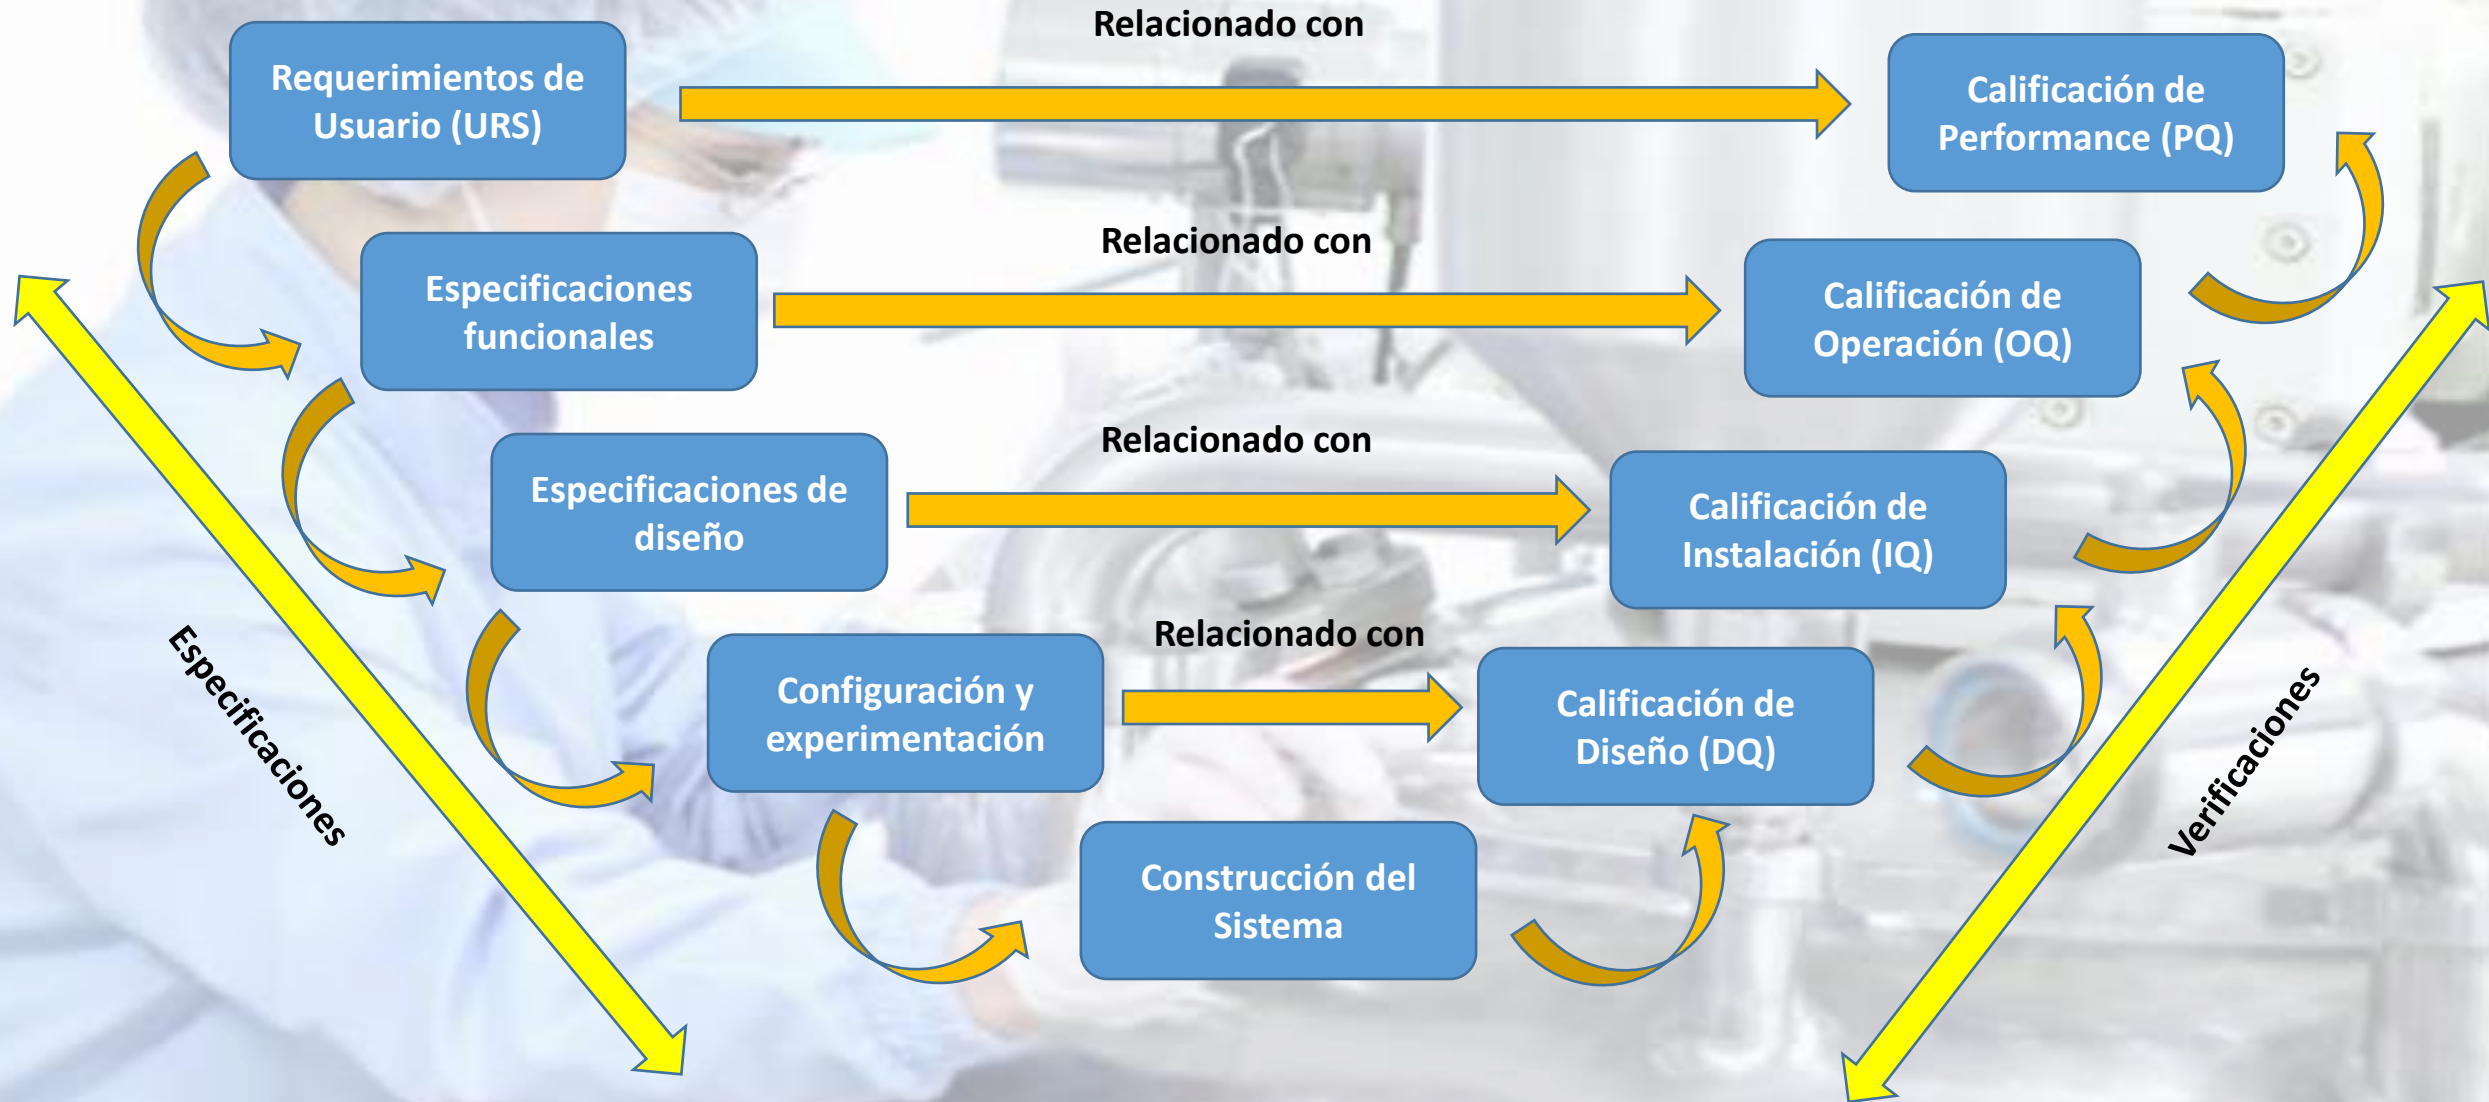 Relacionado con
Requerimientos de
Usuario (URS)
Calificación de
Performance (PQ)
Relacionado con
Especificaciones
funcionales
Calificación de
Operación (OQ)
Relacionado con
Especificaciones de
diseño
Calificación de
Instalación (IQ)
Relacionado con
Configuración y
experimentación
Calificación de
Diseño (DQ)
Construcción del
Sistema
Especificaciones
Verificaciones